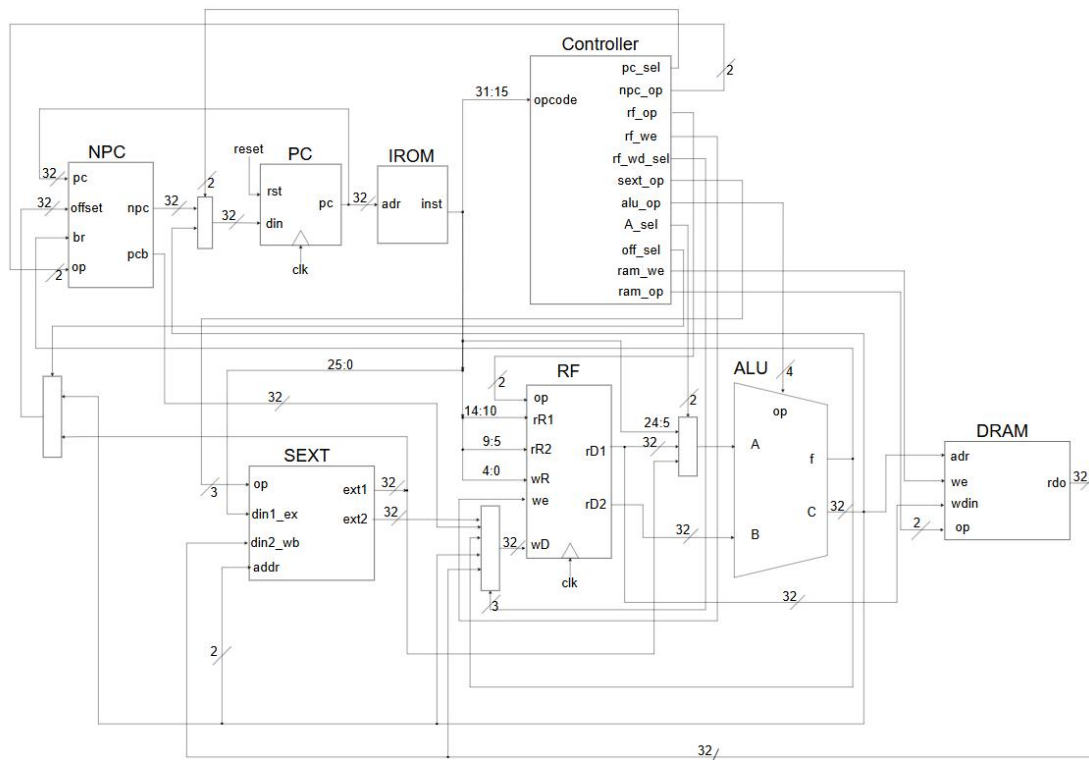 Controller
pc_sel
2
npc_op
31:15
opcode
rf_op
rf_we
rf_wd_sel
sext_op
alu_op
A_sel
off_sel
ram_we
ram_op
NPC
reset
PC
IROM
32
pc
2
rst
32
offset
npc
32
32
pc
32
adr
inst
din
br
pcb
2
op
clk
25:0
RF
ALU
4
2
2
op
32
op
14:10
rR1
24:5
DRAM
rD1
32
A
adr
9:5
rR2
f
SEXT
4:0
wR
we
rdo
32
op
3
ext1
32
we
rD2
32
C
wdin
din1_ex
ext2
32
32
B
2
op
din2_wb
32
wD
addr
clk
3
32
2
32